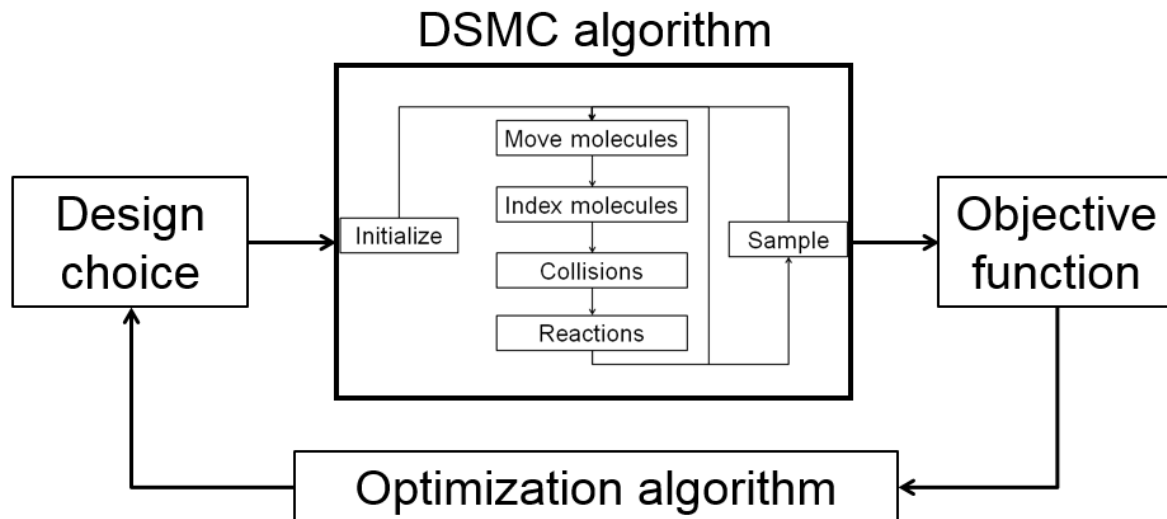 DSMC algorithm
Design
choice
Initialize
Move molecules
Index molecules
Collisions
Reactions
Sample
Objective
function
Optimization algorithm